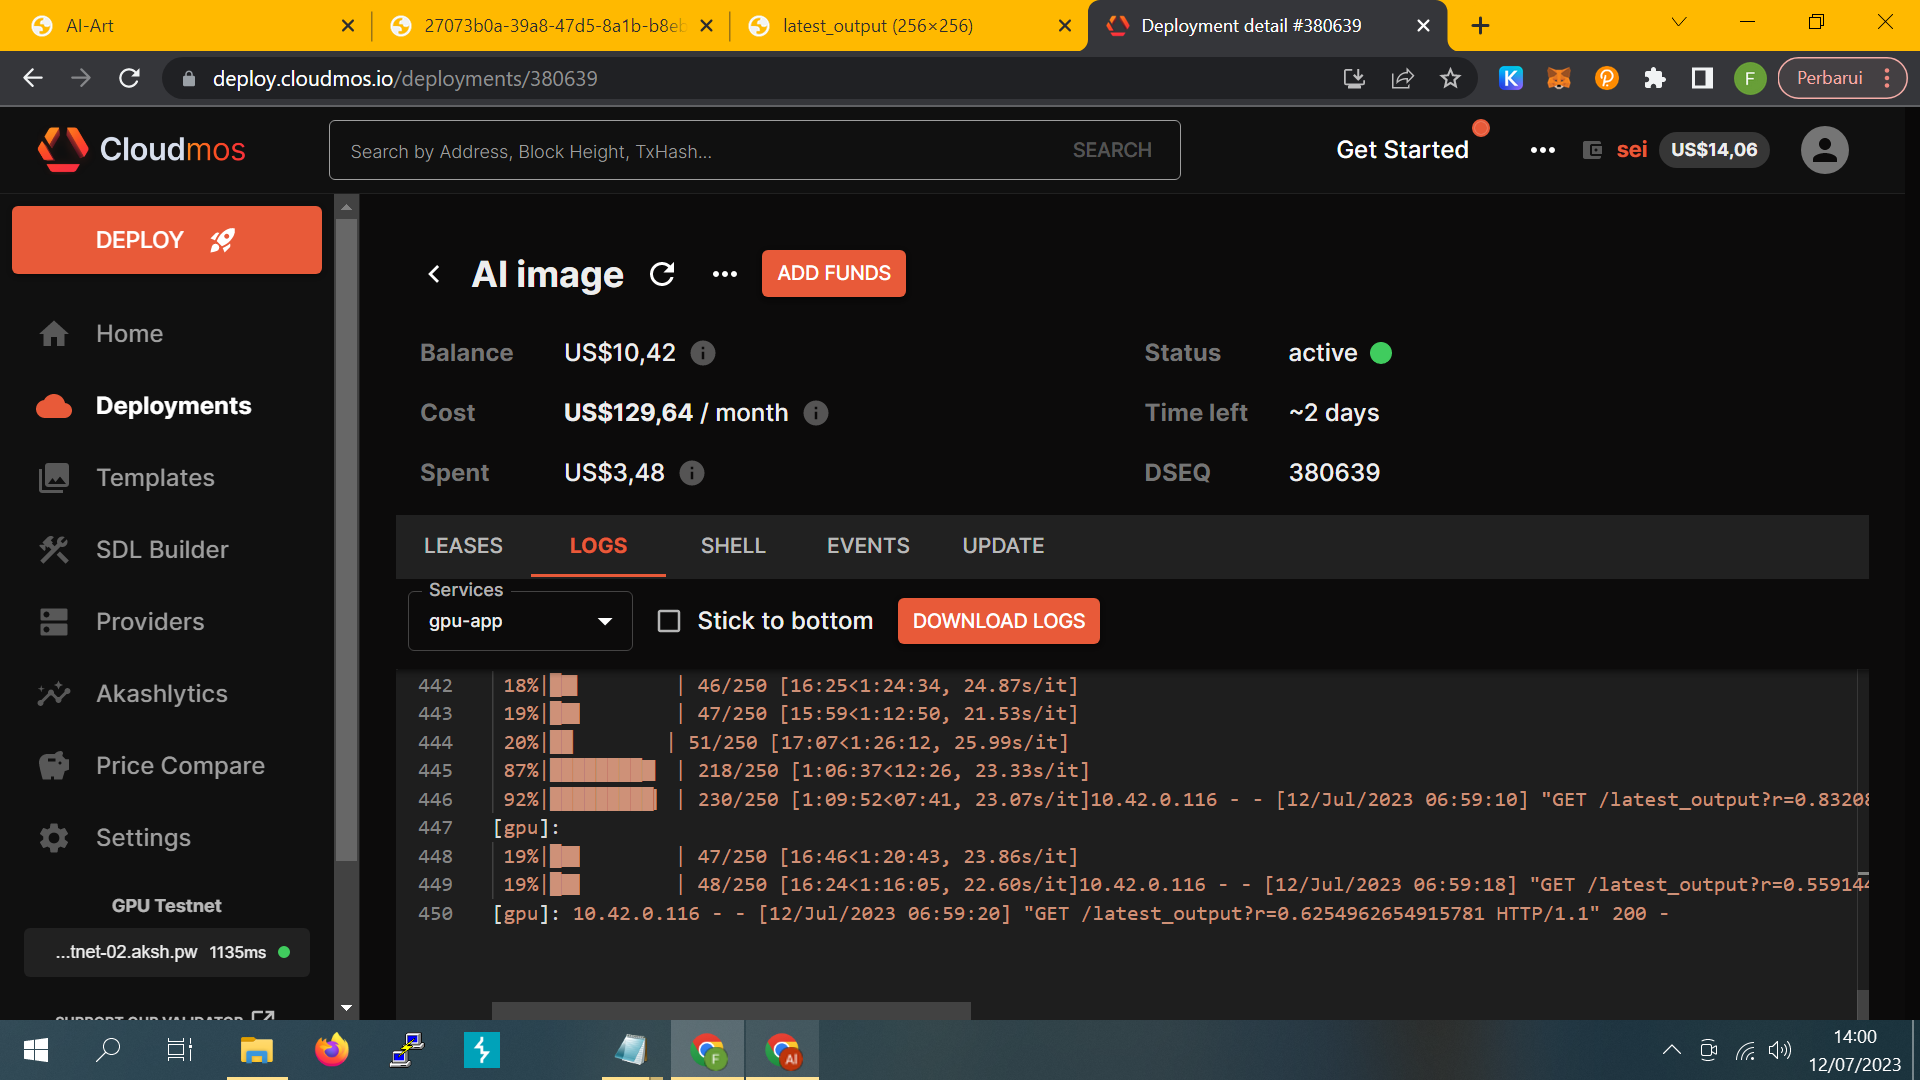 AI-Art
27073b0a-39a8-47d5-8a1b-b8eb
latest_output (256×256)
Deployment detail #380639
deploy.cloudmos.io/deployments/380639
K
F
Perbarui
Cloudmos
Search by Address, Block Height, TxHash...
SEARCH
Get Started
sei
US$14,06
DEPLOY
Home
Deployments
Templates
SDL Builder
Providers
Akashlytics
Price Compare
Settings
GPU Testnet
...tnet-02.aksh.pw 1135ms
SUPPORT OUR VALIDATOR
AI image
ADD FUNDS
Balance US$10,42
Status active
Cost US$129,64 / month
Time left ~2 days
Spent US$3,48
DSEQ 380639
LEASES LOGS SHELL EVENTS UPDATE
Services
gpu-app
Stick to bottom
DOWNLOAD LOGS
442 18%|██ | 46/250 [16:25<1:24:34, 24.87s/it]
443 19%|██ | 47/250 [15:59<1:12:50, 21.53s/it]
444 20%|██ | 51/250 [17:07<1:26:12, 25.99s/it]
445 87%|█████████ | 218/250 [1:06:37<12:26, 23.33s/it]
446 92%|█████████▏| 230/250 [1:09:52<07:41, 23.07s/it]10.42.0.116 - - [12/Jul/2023 06:59:10] "GET /latest_output?r=0.83208
447 [gpu]:
448 19%|██ | 47/250 [16:46<1:20:43, 23.86s/it]
449 19%|██ | 48/250 [16:24<1:16:05, 22.60s/it]10.42.0.116 - - [12/Jul/2023 06:59:18] "GET /latest_output?r=0.559144
450 [gpu]: 10.42.0.116 - - [12/Jul/2023 06:59:20] "GET /latest_output?r=0.6254962654915781 HTTP/1.1" 200 -
F
AI
14:00
12/07/2023